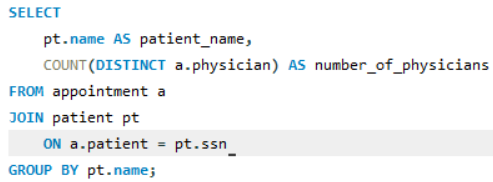 SELECT
    pt.name AS patient_name,
    COUNT(DISTINCT a.physician) AS number_of_physicians
FROM appointment a
JOIN patient pt
    ON a.patient = pt.ssn
GROUP BY pt.name;